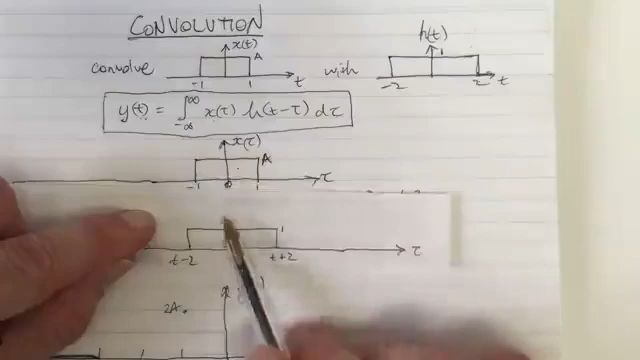 CONVOLUTION
convolve x(t) A -1 1 t with h(t) 1 -2 2 t
y(t) = ∫_{-∞}^{∞} x(τ) h(t-τ) dτ
x(τ)
A
-1 0 1 τ
1
t-2 t+2 τ
2A